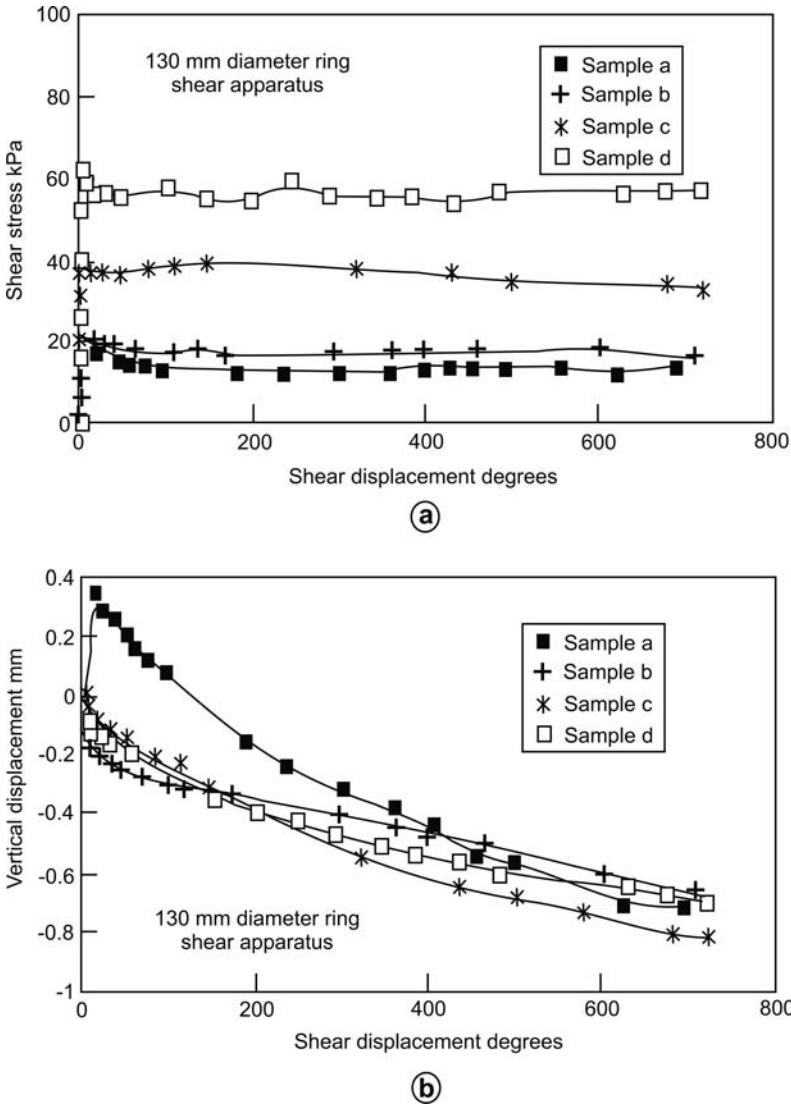 100
80
60
40
20
0
Shear stress kPa
130 mm diameter ring
shear apparatus
Sample a
Sample b
Sample c
Sample d
0 200 400 600 800
Shear displacement degrees
a
0.4
0.2
0
-0.2
-0.4
-0.6
-0.8
-1
Vertical displacement mm
Sample a
Sample b
Sample c
Sample d
130 mm diameter ring
shear apparatus
0 200 400 600 800
Shear displacement degrees
b